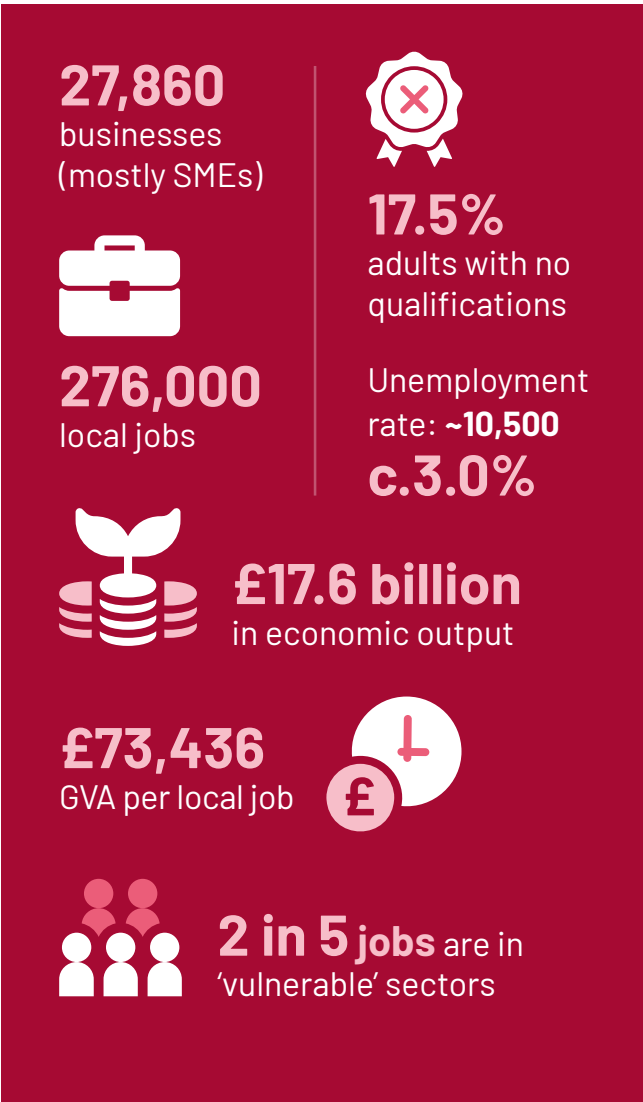 27,860
businesses
(mostly SMEs)
276,000
local jobs
17.5%
adults with no
qualifications
Unemployment
rate: ~10,500
c.3.0%
£17.6 billion
in economic output
£73,436
GVA per local job
£
2 in 5 jobs are in
‘vulnerable’ sectors